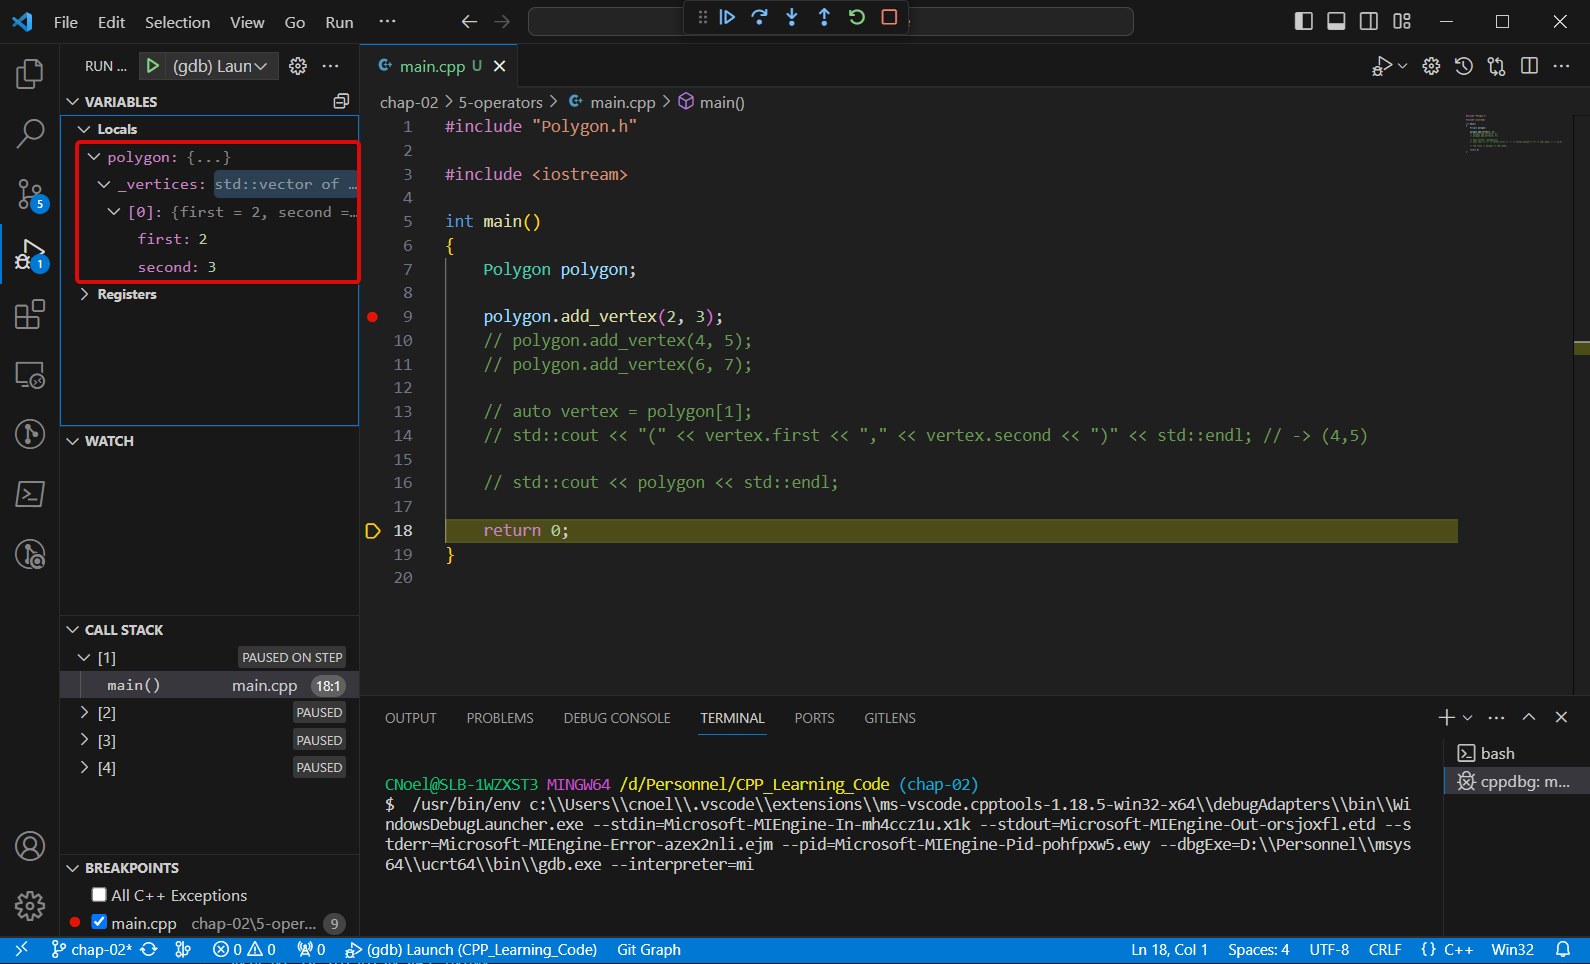 File Edit Selection View Go Run ···
RUN ... (gdb) Laun
VARIABLES
Locals
polygon: {...}
_vertices: std::vector of …
[0]: {first = 2, second =…
first: 2
second: 3
Registers
WATCH
CALL STACK
[1] PAUSED ON STEP
main() main.cpp 18:1
[2] PAUSED
[3] PAUSED
[4] PAUSED
BREAKPOINTS
All C++ Exceptions
main.cpp chap-02\5-oper... 9
5
1
main.cpp U
chap-02 > 5-operators > main.cpp > main()
1 #include "Polygon.h"
2
3 #include <iostream>
4
5 int main()
6 {
7 Polygon polygon;
8
9 polygon.add_vertex(2, 3);
10 // polygon.add_vertex(4, 5);
11 // polygon.add_vertex(6, 7);
12
13 // auto vertex = polygon[1];
14 // std::cout << "(" << vertex.first << "," << vertex.second << ")" << std::endl; // -> (4,5)
15
16 // std::cout << polygon << std::endl;
17
18 return 0;
19 }
20
OUTPUT PROBLEMS DEBUG CONSOLE TERMINAL PORTS GITLENS
CNoel@SLB-1WZXST3 MINGW64 /d/Personnel/CPP_Learning_Code (chap-02)
$ /usr/bin/env c:\\Users\\cnoel\\.vscode\\extensions\\ms-vscode.cpptools-1.18.5-win32-x64\\debugAdapters\\bin\\Wi
ndowsDebugLauncher.exe --stdin=Microsoft-MIEngine-In-mh4ccz1u.x1k --stdout=Microsoft-MIEngine-Out-orsjoxfl.etd --s
tderr=Microsoft-MIEngine-Error-azex2nli.ejm --pid=Microsoft-MIEngine-Pid-pohfpxw5.ewy --dbgExe=D:\\Personnel\\msys
64\\ucrt64\\bin\\gdb.exe --interpreter=mi
bash
cppdbg: m...
chap-02* 0 0 0 (gdb) Launch (CPP_Learning_Code) Git Graph Ln 18, Col 1 Spaces: 4 UTF-8 CRLF {} C++ Win32